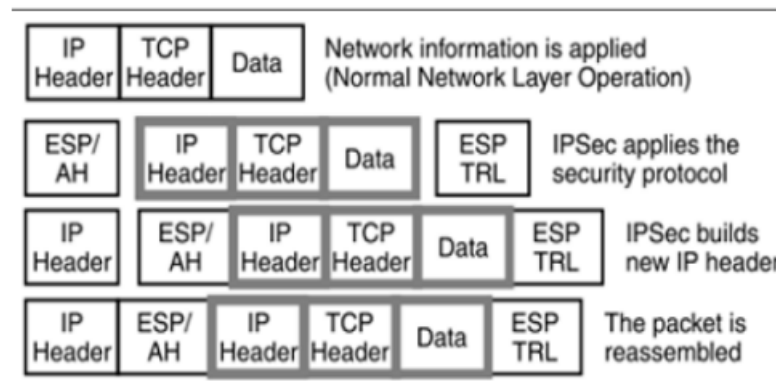 IP Header TCP Header Data Network information is applied
(Normal Network Layer Operation)
ESP/ AH IP Header TCP Header Data ESP TRL IPSec applies the
security protocol
IP Header ESP/ AH IP Header TCP Header Data ESP TRL IPSec builds
new IP header
IP Header ESP/ AH IP Header TCP Header Data ESP TRL The packet is
reassembled